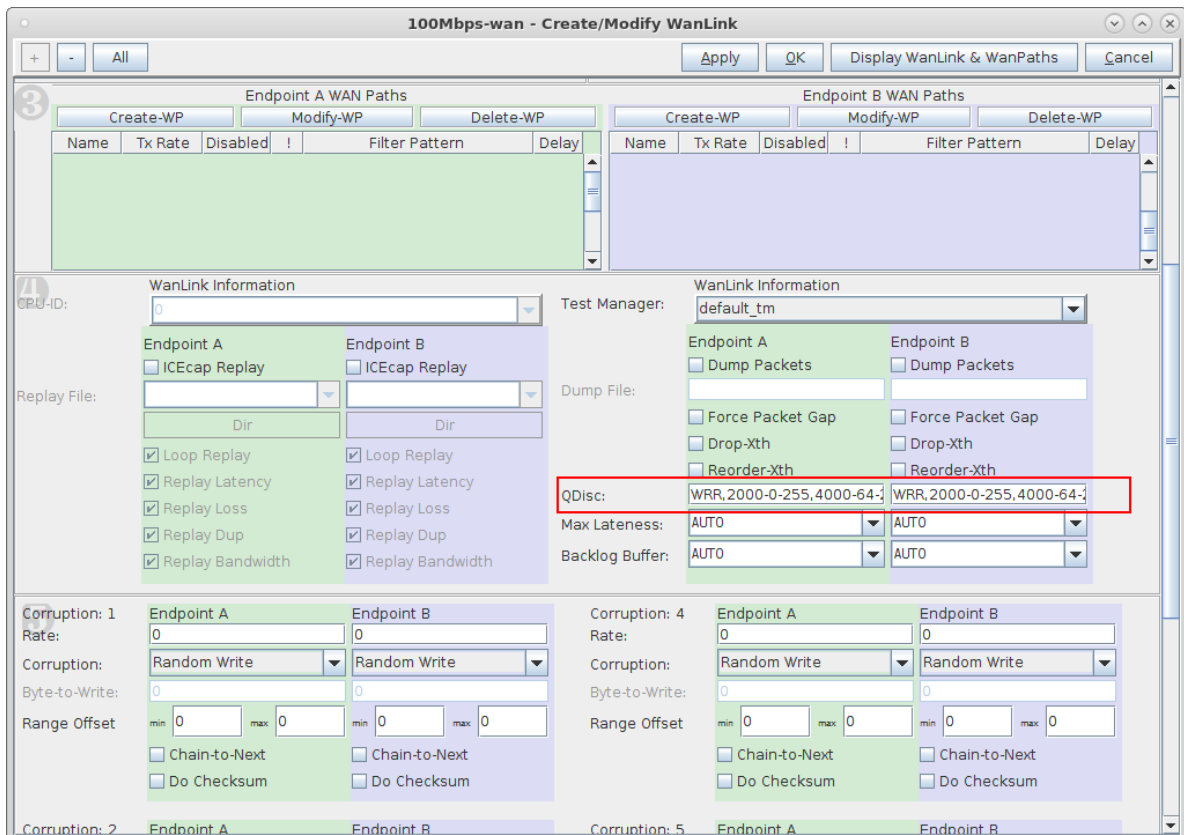 100Mbps-wan - Create/Modify WanLink
+ - All Apply OK Display WanLink & WanPaths Cancel
3 Endpoint A WAN Paths Endpoint B WAN Paths
Create-WP Modify-WP Delete-WP Create-WP Modify-WP Delete-WP
Name Tx Rate Disabled ! Filter Pattern Delay Name Tx Rate Disabled ! Filter Pattern Delay
4 WanLink Information WanLink Information
CPU-ID: 0 Test Manager: default_tm
Endpoint A Endpoint B Endpoint A Endpoint B
ICEcap Replay ICEcap Replay Dump Packets Dump Packets
Replay File: Dump File:
Dir Dir Force Packet Gap Force Packet Gap
Loop Replay Loop Replay Drop-Xth Drop-Xth
Replay Latency Replay Latency Reorder-Xth Reorder-Xth
Replay Loss Replay Loss QDisc: WRR,2000-0-255,4000-64- WRR,2000-0-255,4000-64-
Replay Dup Replay Dup Max Lateness: AUTO AUTO
Replay Bandwidth Replay Bandwidth Backlog Buffer: AUTO AUTO
5 Corruption: 1 Endpoint A Endpoint B Corruption: 4 Endpoint A Endpoint B
Rate: 0 0 Rate: 0 0
Corruption: Random Write Random Write Corruption: Random Write Random Write
Byte-to-Write: 0 0 Byte-to-Write: 0 0
Range Offset min 0 max 0 min 0 max 0 Range Offset min 0 max 0 min 0 max 0
Chain-to-Next Chain-to-Next Chain-to-Next Chain-to-Next
Do Checksum Do Checksum Do Checksum Do Checksum
Corruption: 2 Endpoint A Endpoint B Corruption: 5 Endpoint A Endpoint B